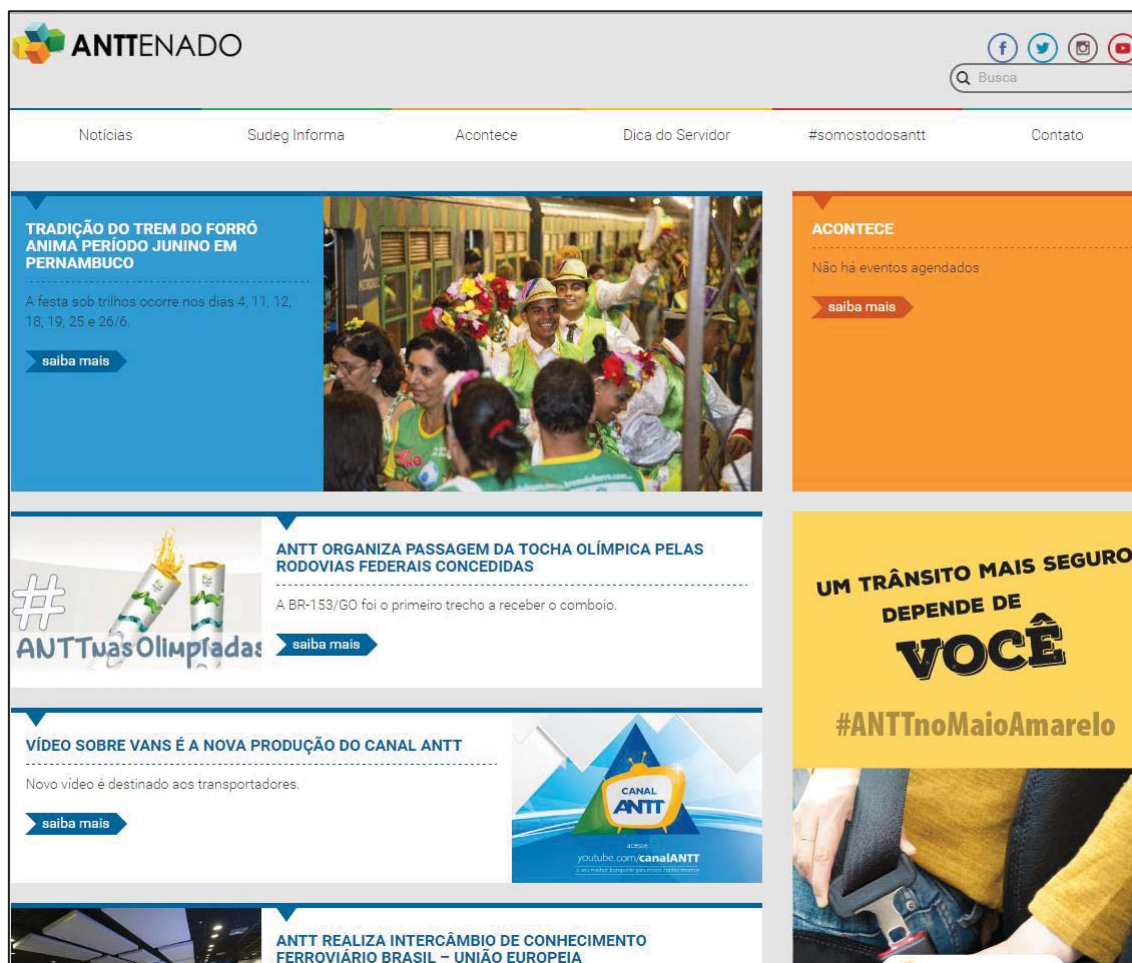 ANTTENADO
Busca
Notícias
Sudeg Informa
Acontece
Dica do Servidor
#somostodosantt
Contato
TRADIÇÃO DO TREM DO FORRÓ
ANIMA PERÍODO JUNINO EM
PERNAMBUCO
A festa sob trilhos ocorre nos dias 4, 11, 12,
18, 19, 25 e 26/6.
saiba mais
ACONTECE
Não há eventos agendados
saiba mais
#
ANTTnasOlimpíadas
ANTT ORGANIZA PASSAGEM DA TOCHA OLÍMPICA PELAS
RODOVIAS FEDERAIS CONCEDIDAS
A BR-153/GO foi o primeiro trecho a receber o comboio.
saiba mais
UM TRÂNSITO MAIS SEGURO
DEPENDE DE
VOCÊ
#ANTTnoMaioAmarelo
VÍDEO SOBRE VANS É A NOVA PRODUÇÃO DO CANAL ANTT
Novo vídeo é destinado aos transportadores.
saiba mais
CANAL
ANTT
acesse:
youtube.com/canalANTT
ANTT REALIZA INTERCÂMBIO DE CONHECIMENTO
FERROVIÁRIO BRASIL – UNIÃO EUROPEIA